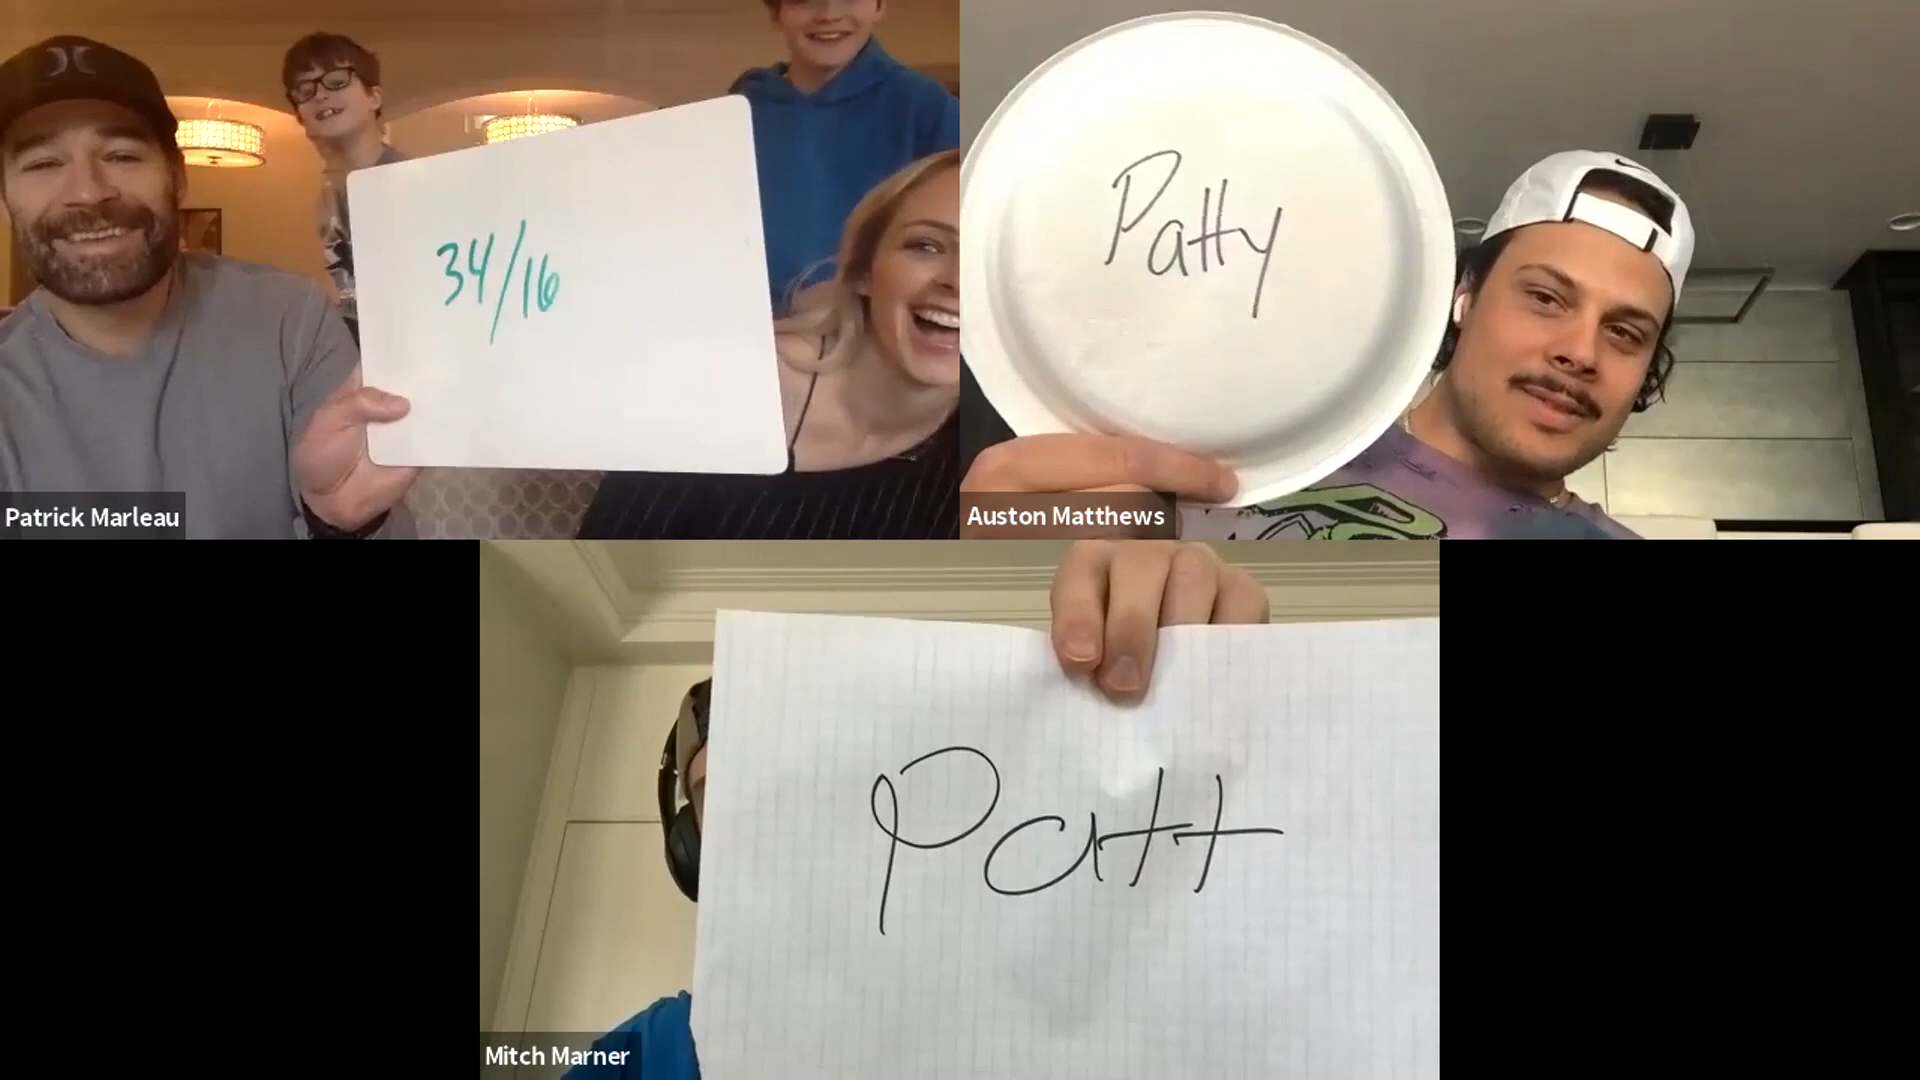 34/16
Patty
Patrick Marleau
Auston Matthews
Patt
Mitch Marner